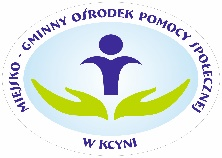 MIEJSKO - GMINNY OŚRODEK POMOCY SPOŁECZNEJ
W KCYNI